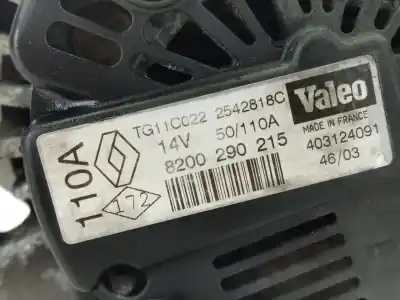 TG11C022 2542818C
14V 50/110A
8200 290 215
Valeo
MADE IN FRANCE
403124091
46/03
110A
172